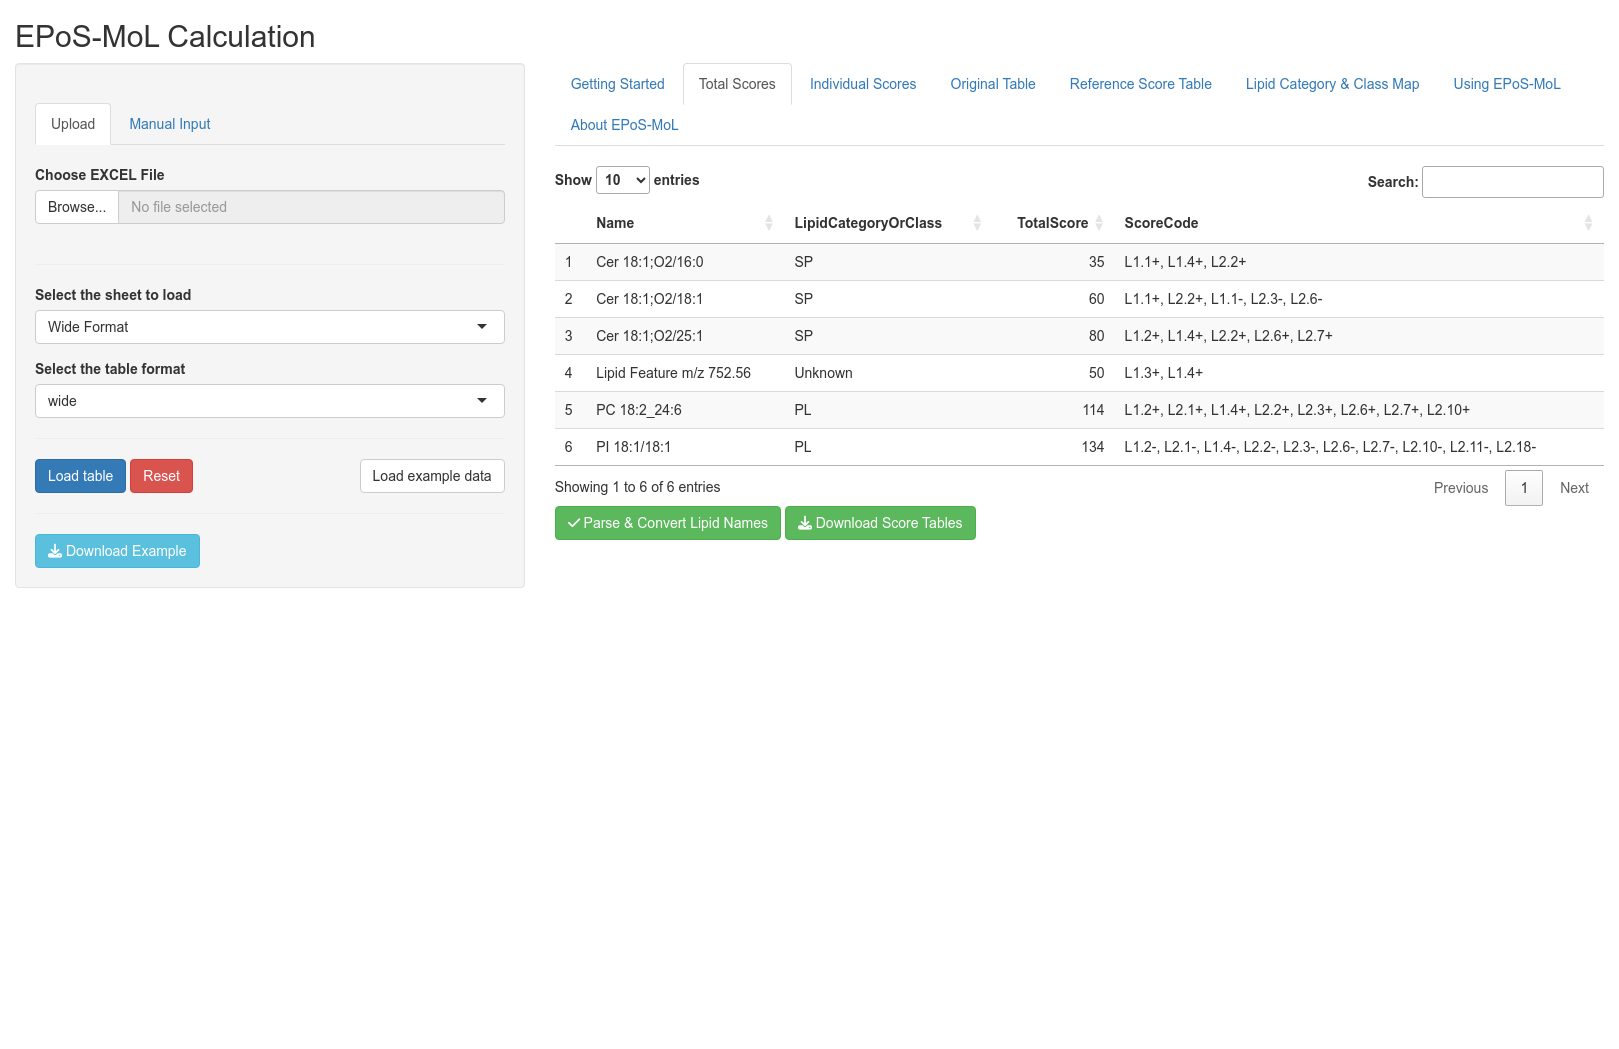 EPoS-MoL Calculation
Upload
Manual Input
Choose EXCEL File
Browse... No file selected
Select the sheet to load
Wide Format
Select the table format
wide
Load table Reset Load example data
Download Example
Getting Started Total Scores Individual Scores Original Table Reference Score Table Lipid Category & Class Map Using EPoS-MoL
About EPoS-MoL
Show 10 entries Search:
Name LipidCategoryOrClass TotalScore ScoreCode
1 Cer 18:1;O2/16:0 SP 35 L1.1+, L1.4+, L2.2+
2 Cer 18:1;O2/18:1 SP 60 L1.1+, L2.2+, L1.1-, L2.3-, L2.6-
3 Cer 18:1;O2/25:1 SP 80 L1.2+, L1.4+, L2.2+, L2.6+, L2.7+
4 Lipid Feature m/z 752.56 Unknown 50 L1.3+, L1.4+
5 PC 18:2_24:6 PL 114 L1.2+, L2.1+, L1.4+, L2.2+, L2.3+, L2.6+, L2.7+, L2.10+
6 PI 18:1/18:1 PL 134 L1.2-, L2.1-, L1.4-, L2.2-, L2.3-, L2.6-, L2.7-, L2.10-, L2.11-, L2.18-
Showing 1 to 6 of 6 entries Previous 1 Next
Parse & Convert Lipid Names Download Score Tables